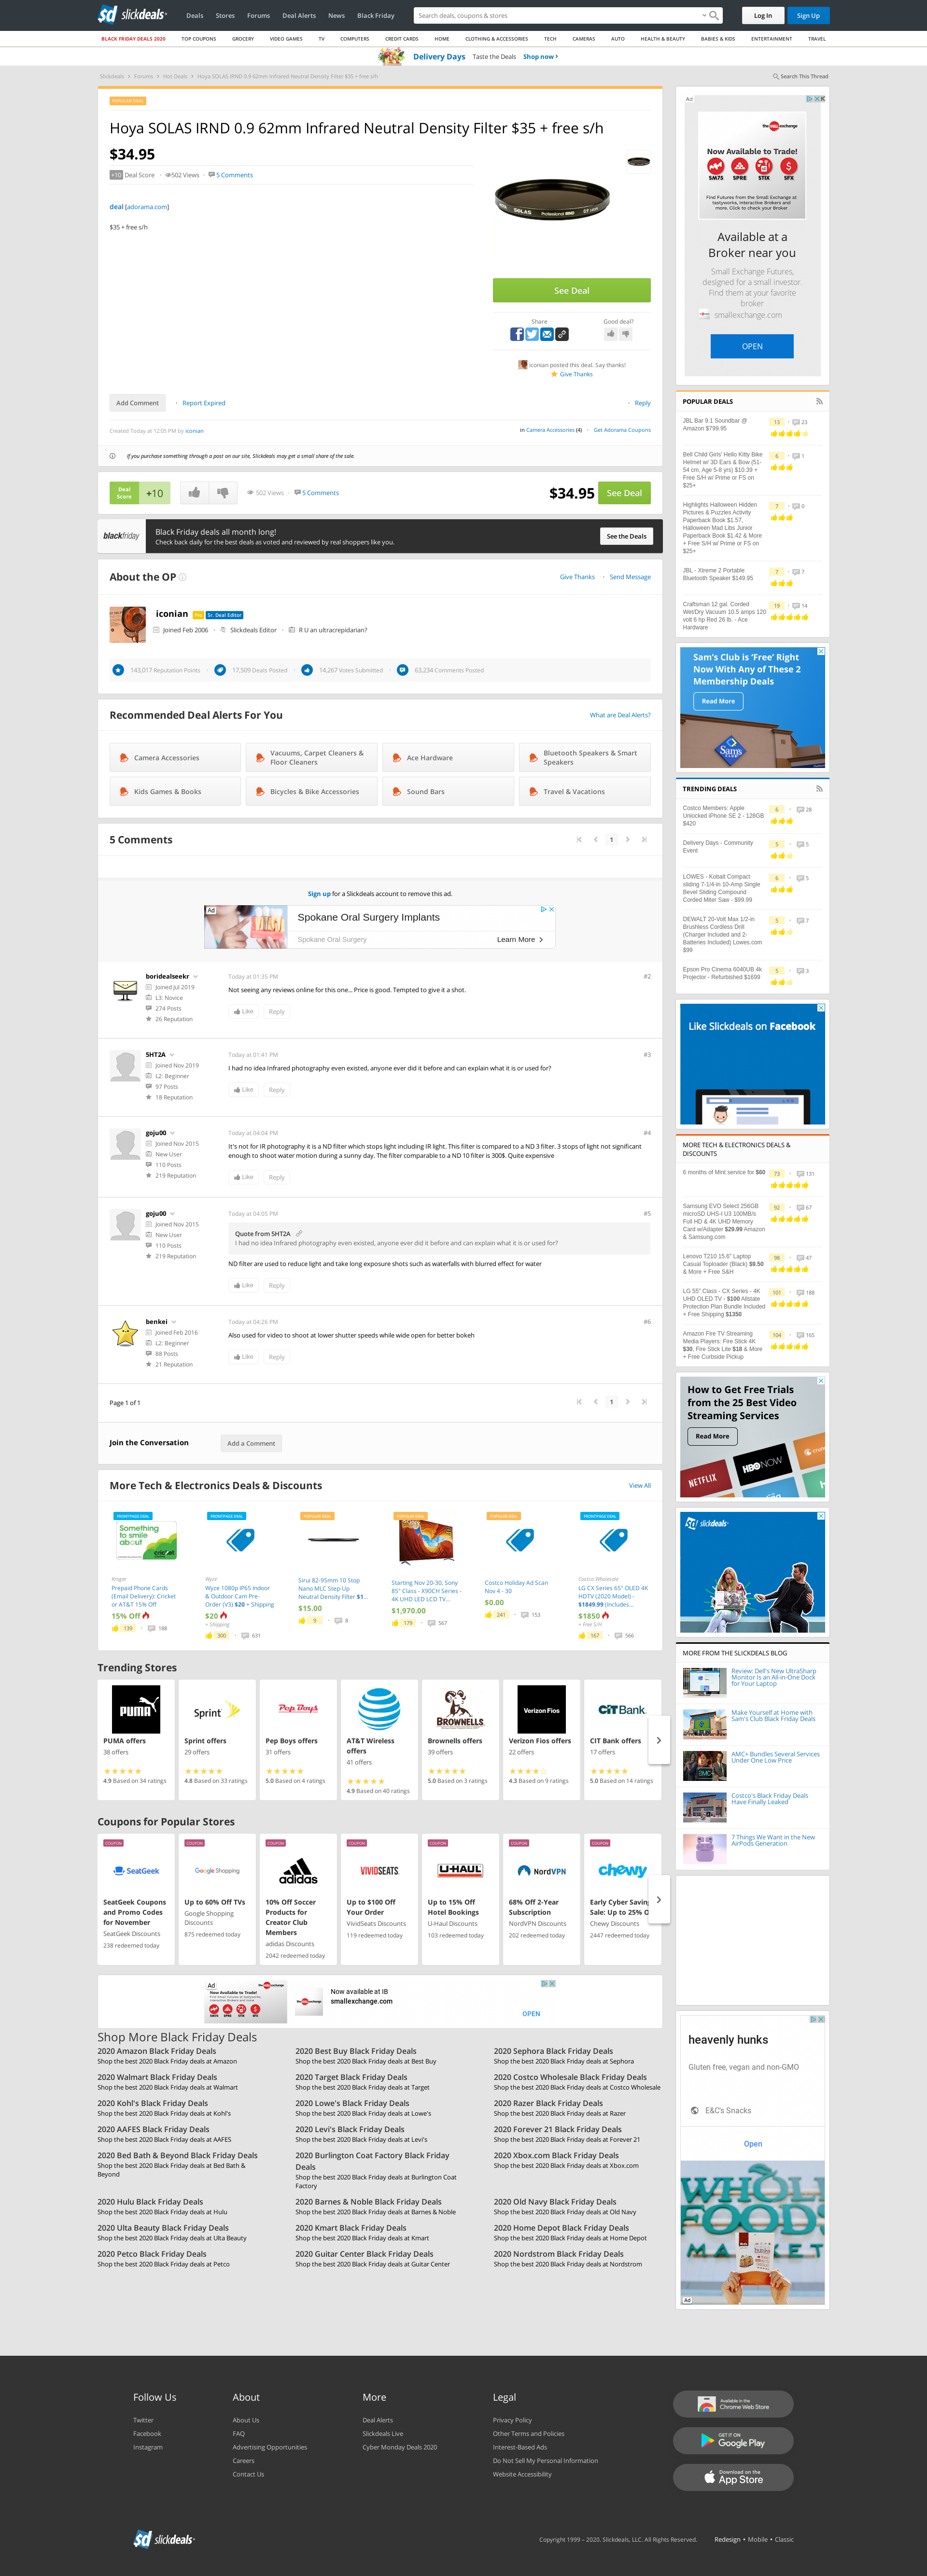 slickdeals
Deals Stores Forums Deal Alerts News Black Friday
Search deals, coupons & stores
Log In Sign Up
BLACK FRIDAY DEALS 2020 TOP COUPONS GROCERY VIDEO GAMES TV COMPUTERS CREDIT CARDS HOME CLOTHING & ACCESSORIES TECH CAMERAS AUTO HEALTH & BEAUTY BABIES & KIDS ENTERTAINMENT TRAVEL
Delivery Days Taste the Deals Shop now
Slickdeals Forums Hot Deals Hoya SOLAS IRND 0.9 62mm Infrared Neutral Density Filter $35 + free s/h
Search This Thread
POPULAR DEAL
Hoya SOLAS IRND 0.9 62mm Infrared Neutral Density Filter $35 + free s/h
$34.95
+10 Deal Score 502 Views 5 Comments
deal [adorama.com]
$35 + free s/h
See Deal
Share Good deal?
iconian posted this deal. Say thanks!
Give Thanks
Add Comment Report Expired Reply
Created Today at 12:05 PM by iconian
in Camera Accessories (4) Get Adorama Coupons
If you purchase something through a post on our site, Slickdeals may get a small share of the sale.
Deal Score +10
502 Views 5 Comments
$34.95 See Deal
blackfriday
Black Friday deals all month long!
Check back daily for the best deals as voted and reviewed by real shoppers like you.
See the Deals
About the OP
Give Thanks Send Message
iconian Pro Sr. Deal Editor
Joined Feb 2006 Slickdeals Editor R U an ultracrepidarian?
143,017 Reputation Points 17,509 Deals Posted 14,267 Votes Submitted 63,234 Comments Posted
Recommended Deal Alerts For You
What are Deal Alerts?
Camera Accessories
Vacuums, Carpet Cleaners & Floor Cleaners
Ace Hardware
Bluetooth Speakers & Smart Speakers
Kids Games & Books
Bicycles & Bike Accessories
Sound Bars
Travel & Vacations
5 Comments
1
Sign up for a Slickdeals account to remove this ad.
Ad
Spokane Oral Surgery Implants
Spokane Oral Surgery Learn More
boridealseekr
Joined Jul 2019
L3: Novice
274 Posts
26 Reputation
Today at 01:35 PM #2
Not seeing any reviews online for this one... Price is good. Tempted to give it a shot.
Like Reply
5HT2A
Joined Nov 2019
L2: Beginner
97 Posts
18 Reputation
Today at 01:41 PM #3
I had no idea Infrared photography even existed, anyone ever did it before and can explain what it is or used for?
Like Reply
goju00
Joined Nov 2015
New User
110 Posts
219 Reputation
Today at 04:04 PM #4
It's not for IR photography it is a ND filter which stops light including IR light. This filter is compared to a ND 3 filter. 3 stops of light not significant
enough to shoot water motion during a sunny day. The filter comparable to a ND 10 filter is 300$. Quite expensive
Like Reply
goju00
Joined Nov 2015
New User
110 Posts
219 Reputation
Today at 04:05 PM #5
Quote from 5HT2A
I had no idea Infrared photography even existed, anyone ever did it before and can explain what it is or used for?
ND filter are used to reduce light and take long exposure shots such as waterfalls with blurred effect for water
Like Reply
benkei
Joined Feb 2016
L2: Beginner
88 Posts
21 Reputation
Today at 04:26 PM #6
Also used for video to shoot at lower shutter speeds while wide open for better bokeh
Like Reply
Page 1 of 1
1
Join the Conversation Add a Comment
More Tech & Electronics Deals & Discounts
View All
FRONTPAGE DEAL
Something to smile about
cricket
Kroger
Prepaid Phone Cards
(Email Delivery): Cricket
or AT&T 15% Off
15% Off
139 188
FRONTPAGE DEAL
Wyze
Wyze 1080p IP65 Indoor
& Outdoor Cam Pre-
Order (V3) $20 + Shipping
$20
+ Shipping
300 631
POPULAR DEAL
Sirui 82-95mm 10 Stop
Nano MLC Step-Up
Neutral Density Filter $1...
$15.00
9 8
POPULAR DEAL
Starting Nov 20-30, Sony
85" Class - X90CH Series -
4K UHD LED LCD TV...
$1,970.00
179 567
POPULAR DEAL
Costco Holiday Ad Scan
Nov 4 - 30
$0.00
241 153
FRONTPAGE DEAL
Costco Wholesale
LG CX Series 65" OLED 4K
HDTV (2020 Model) -
$1849.99 (Includes...
$1850
+ Free S/H
167 566
Trending Stores
PUMA
PUMA offers
38 offers
4.9 Based on 34 ratings
Sprint
Sprint offers
29 offers
4.8 Based on 33 ratings
Pep Boys
Pep Boys offers
31 offers
5.0 Based on 4 ratings
AT&T
AT&T Wireless offers
41 offers
4.9 Based on 40 ratings
BROWNELLS
Brownells offers
39 offers
5.0 Based on 3 ratings
Verizon Fios
Verizon Fios offers
22 offers
4.3 Based on 9 ratings
CIT Bank
CIT Bank offers
17 offers
5.0 Based on 14 ratings
Coupons for Popular Stores
COUPON
SeatGeek
SeatGeek Coupons
and Promo Codes
for November
SeatGeek Discounts
238 redeemed today
COUPON
Google Shopping
Up to 60% Off TVs
Google Shopping
Discounts
875 redeemed today
COUPON
adidas
10% Off Soccer
Products for
Creator Club
Members
adidas Discounts
2042 redeemed today
COUPON
VIVIDSEATS
Up to $100 Off
Your Order
VividSeats Discounts
119 redeemed today
COUPON
U-HAUL
Up to 15% Off
Hotel Bookings
U-Haul Discounts
103 redeemed today
COUPON
NordVPN
68% Off 2-Year
Subscription
NordVPN Discounts
202 redeemed today
COUPON
chewy
Early Cyber Saving
Sale: Up to 25% O
Chewy Discounts
2447 redeemed today
Ad
Now Available to Trade!
Now available at IB
smallexchange.com
OPEN
Shop More Black Friday Deals
2020 Amazon Black Friday Deals
Shop the best 2020 Black Friday deals at Amazon
2020 Best Buy Black Friday Deals
Shop the best 2020 Black Friday deals at Best Buy
2020 Sephora Black Friday Deals
Shop the best 2020 Black Friday deals at Sephora
2020 Walmart Black Friday Deals
Shop the best 2020 Black Friday deals at Walmart
2020 Target Black Friday Deals
Shop the best 2020 Black Friday deals at Target
2020 Costco Wholesale Black Friday Deals
Shop the best 2020 Black Friday deals at Costco Wholesale
2020 Kohl's Black Friday Deals
Shop the best 2020 Black Friday deals at Kohl's
2020 Lowe's Black Friday Deals
Shop the best 2020 Black Friday deals at Lowe's
2020 Razer Black Friday Deals
Shop the best 2020 Black Friday deals at Razer
2020 AAFES Black Friday Deals
Shop the best 2020 Black Friday deals at AAFES
2020 Levi's Black Friday Deals
Shop the best 2020 Black Friday deals at Levi's
2020 Forever 21 Black Friday Deals
Shop the best 2020 Black Friday deals at Forever 21
2020 Bed Bath & Beyond Black Friday Deals
Shop the best 2020 Black Friday deals at Bed Bath &
Beyond
2020 Burlington Coat Factory Black Friday
Deals
Shop the best 2020 Black Friday deals at Burlington Coat
Factory
2020 Xbox.com Black Friday Deals
Shop the best 2020 Black Friday deals at Xbox.com
2020 Hulu Black Friday Deals
Shop the best 2020 Black Friday deals at Hulu
2020 Barnes & Noble Black Friday Deals
Shop the best 2020 Black Friday deals at Barnes & Noble
2020 Old Navy Black Friday Deals
Shop the best 2020 Black Friday deals at Old Navy
2020 Ulta Beauty Black Friday Deals
Shop the best 2020 Black Friday deals at Ulta Beauty
2020 Kmart Black Friday Deals
Shop the best 2020 Black Friday deals at Kmart
2020 Home Depot Black Friday Deals
Shop the best 2020 Black Friday deals at Home Depot
2020 Petco Black Friday Deals
Shop the best 2020 Black Friday deals at Petco
2020 Guitar Center Black Friday Deals
Shop the best 2020 Black Friday deals at Guitar Center
2020 Nordstrom Black Friday Deals
Shop the best 2020 Black Friday deals at Nordstrom
Ad
Now Available to Trade!
SM75 SPRE STIX SFX
Find Futures from the Small Exchange at
tastyworks, Interactive Brokers and
more. Click to check your Broker
Available at a
Broker near you
Small Exchange Futures,
designed for a small investor.
Find them at your favorite
broker
smallexchange.com
OPEN
POPULAR DEALS
JBL Bar 9.1 Soundbar @
Amazon $799.95
13 23
Bell Child Girls' Hello Kitty Bike
Helmet w/ 3D Ears & Bow (51-
54 cm, Age 5-8 yrs) $10.39 +
Free S/H w/ Prime or FS on
$25+
6 1
Highlights Halloween Hidden
Pictures & Puzzles Activity
Paperback Book $1.57,
Halloween Mad Libs Junior
Paperback Book $1.42 & More
+ Free S/H w/ Prime or FS on
$25+
7 0
JBL - Xtreme 2 Portable
Bluetooth Speaker $149.95
7 7
Craftsman 12 gal. Corded
Wet/Dry Vacuum 10.5 amps 120
volt 6 hp Red 26 lb. - Ace
Hardware
19 14
Sam's Club is 'Free' Right
Now With Any of These 2
Membership Deals
Read More
Sam's
TRENDING DEALS
Costco Members: Apple
Unlocked iPhone SE 2 - 128GB
$420
6 28
Delivery Days - Community
Event
5 5
LOWES - Kobalt Compact
sliding 7-1/4-in 10-Amp Single
Bevel Sliding Compound
Corded Miter Saw - $99.99
6 5
DEWALT 20-Volt Max 1/2-in
Brushless Cordless Drill
(Charger Included and 2-
Batteries Included) Lowes.com
$99
5 7
Epson Pro Cinema 6040UB 4k
Projector - Refurbished $1699
5 3
Like Slickdeals on Facebook
MORE TECH & ELECTRONICS DEALS &
DISCOUNTS
6 months of Mint service for $60
73 131
Samsung EVO Select 256GB
microSD UHS-I U3 100MB/s
Full HD & 4K UHD Memory
Card w/Adapter $29.99 Amazon
& Samsung.com
92 67
Lenovo T210 15.6" Laptop
Casual Toploader (Black) $9.50
& More + Free S&H
98 47
LG 55" Class - CX Series - 4K
UHD OLED TV - $100 Allstate
Protection Plan Bundle Included
+ Free Shipping $1350
101 188
Amazon Fire TV Streaming
Media Players: Fire Stick 4K
$30, Fire Stick Lite $18 & More
+ Free Curbside Pickup
104 165
How to Get Free Trials
from the 25 Best Video
Streaming Services
Read More
NETFLIX HBO NOW
slickdeals
MORE FROM THE SLICKDEALS BLOG
Review: Dell's New UltraSharp
Monitor Is an All-in-One Dock
for Your Laptop
Make Yourself at Home with
Sam's Club Black Friday Deals
AMC+ Bundles Several Services
Under One Low Price
Costco's Black Friday Deals
Have Finally Leaked
7 Things We Want in the New
AirPods Generation
heavenly hunks
Gluten free, vegan and non-GMO
E&C's Snacks
Open
WHOLE FOODS MARKET
Ad
Follow Us
Twitter
Facebook
Instagram
About
About Us
FAQ
Advertising Opportunities
Careers
Contact Us
More
Deal Alerts
Slickdeals Live
Cyber Monday Deals 2020
Legal
Privacy Policy
Other Terms and Policies
Interest-Based Ads
Do Not Sell My Personal Information
Website Accessibility
Available in the Chrome Web Store
GET IT ON Google Play
Download on the App Store
slickdeals
Copyright 1999 - 2020. Slickdeals, LLC. All Rights Reserved. Redesign • Mobile • Classic